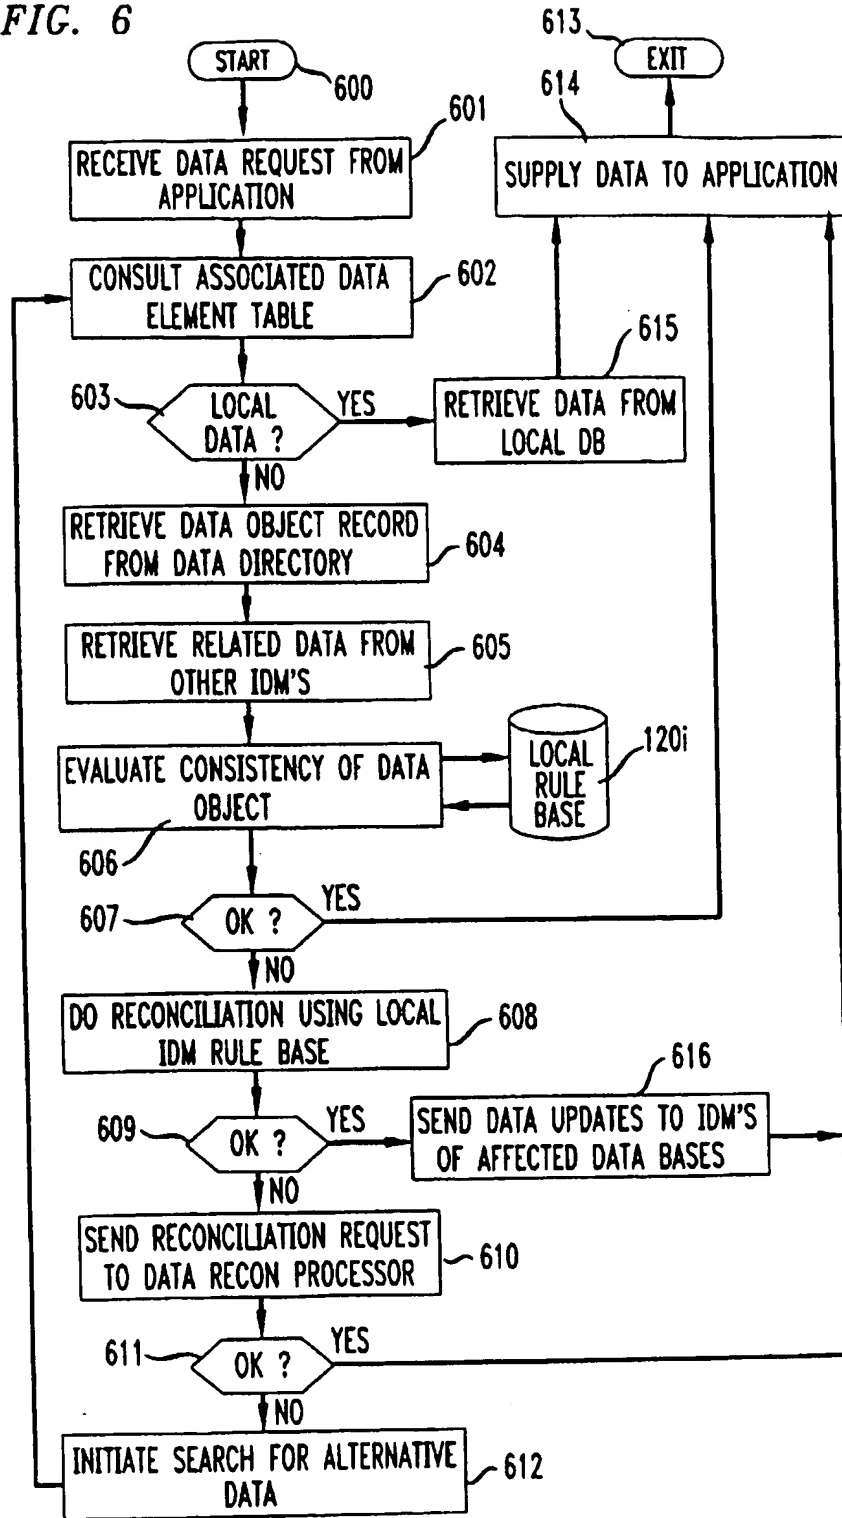 FIG. 6
START
600
RECEIVE DATA REQUEST FROM
APPLICATION
601
CONSULT ASSOCIATED DATA
ELEMENT TABLE
602
603
LOCAL
DATA ?
YES
NO
613
EXIT
614
SUPPLY DATA TO APPLICATION
615
RETRIEVE DATA FROM
LOCAL DB
RETRIEVE DATA OBJECT RECORD
FROM DATA DIRECTORY
604
RETRIEVE RELATED DATA FROM
OTHER IDM'S
605
EVALUATE CONSISTENCY OF DATA
OBJECT
606
LOCAL
RULE
BASE
120i
607
OK ?
YES
NO
DO RECONCILIATION USING LOCAL
IDM RULE BASE
608
609
OK ?
YES
NO
616
SEND DATA UPDATES TO IDM'S
OF AFFECTED DATA BASES
SEND RECONCILIATION REQUEST
TO DATA RECON PROCESSOR
610
611
OK ?
YES
NO
INITIATE SEARCH FOR ALTERNATIVE
DATA
612